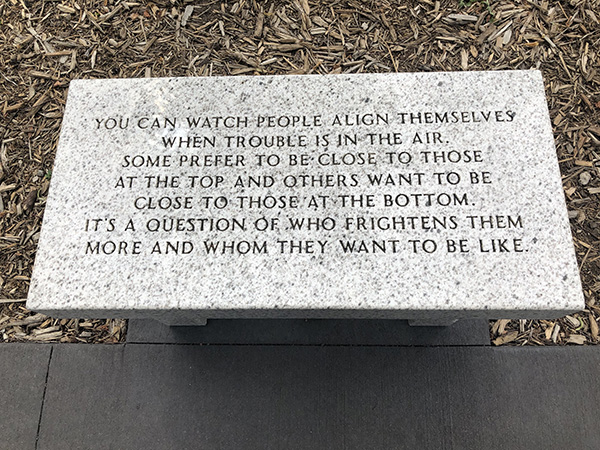 YOU CAN WATCH PEOPLE ALIGN THEMSELVES
WHEN TROUBLE IS IN THE AIR.
SOME PREFER TO BE CLOSE TO THOSE
AT THE TOP AND OTHERS WANT TO BE
CLOSE TO THOSE AT THE BOTTOM.
IT'S A QUESTION OF WHO FRIGHTENS THEM
MORE AND WHOM THEY WANT TO BE LIKE.